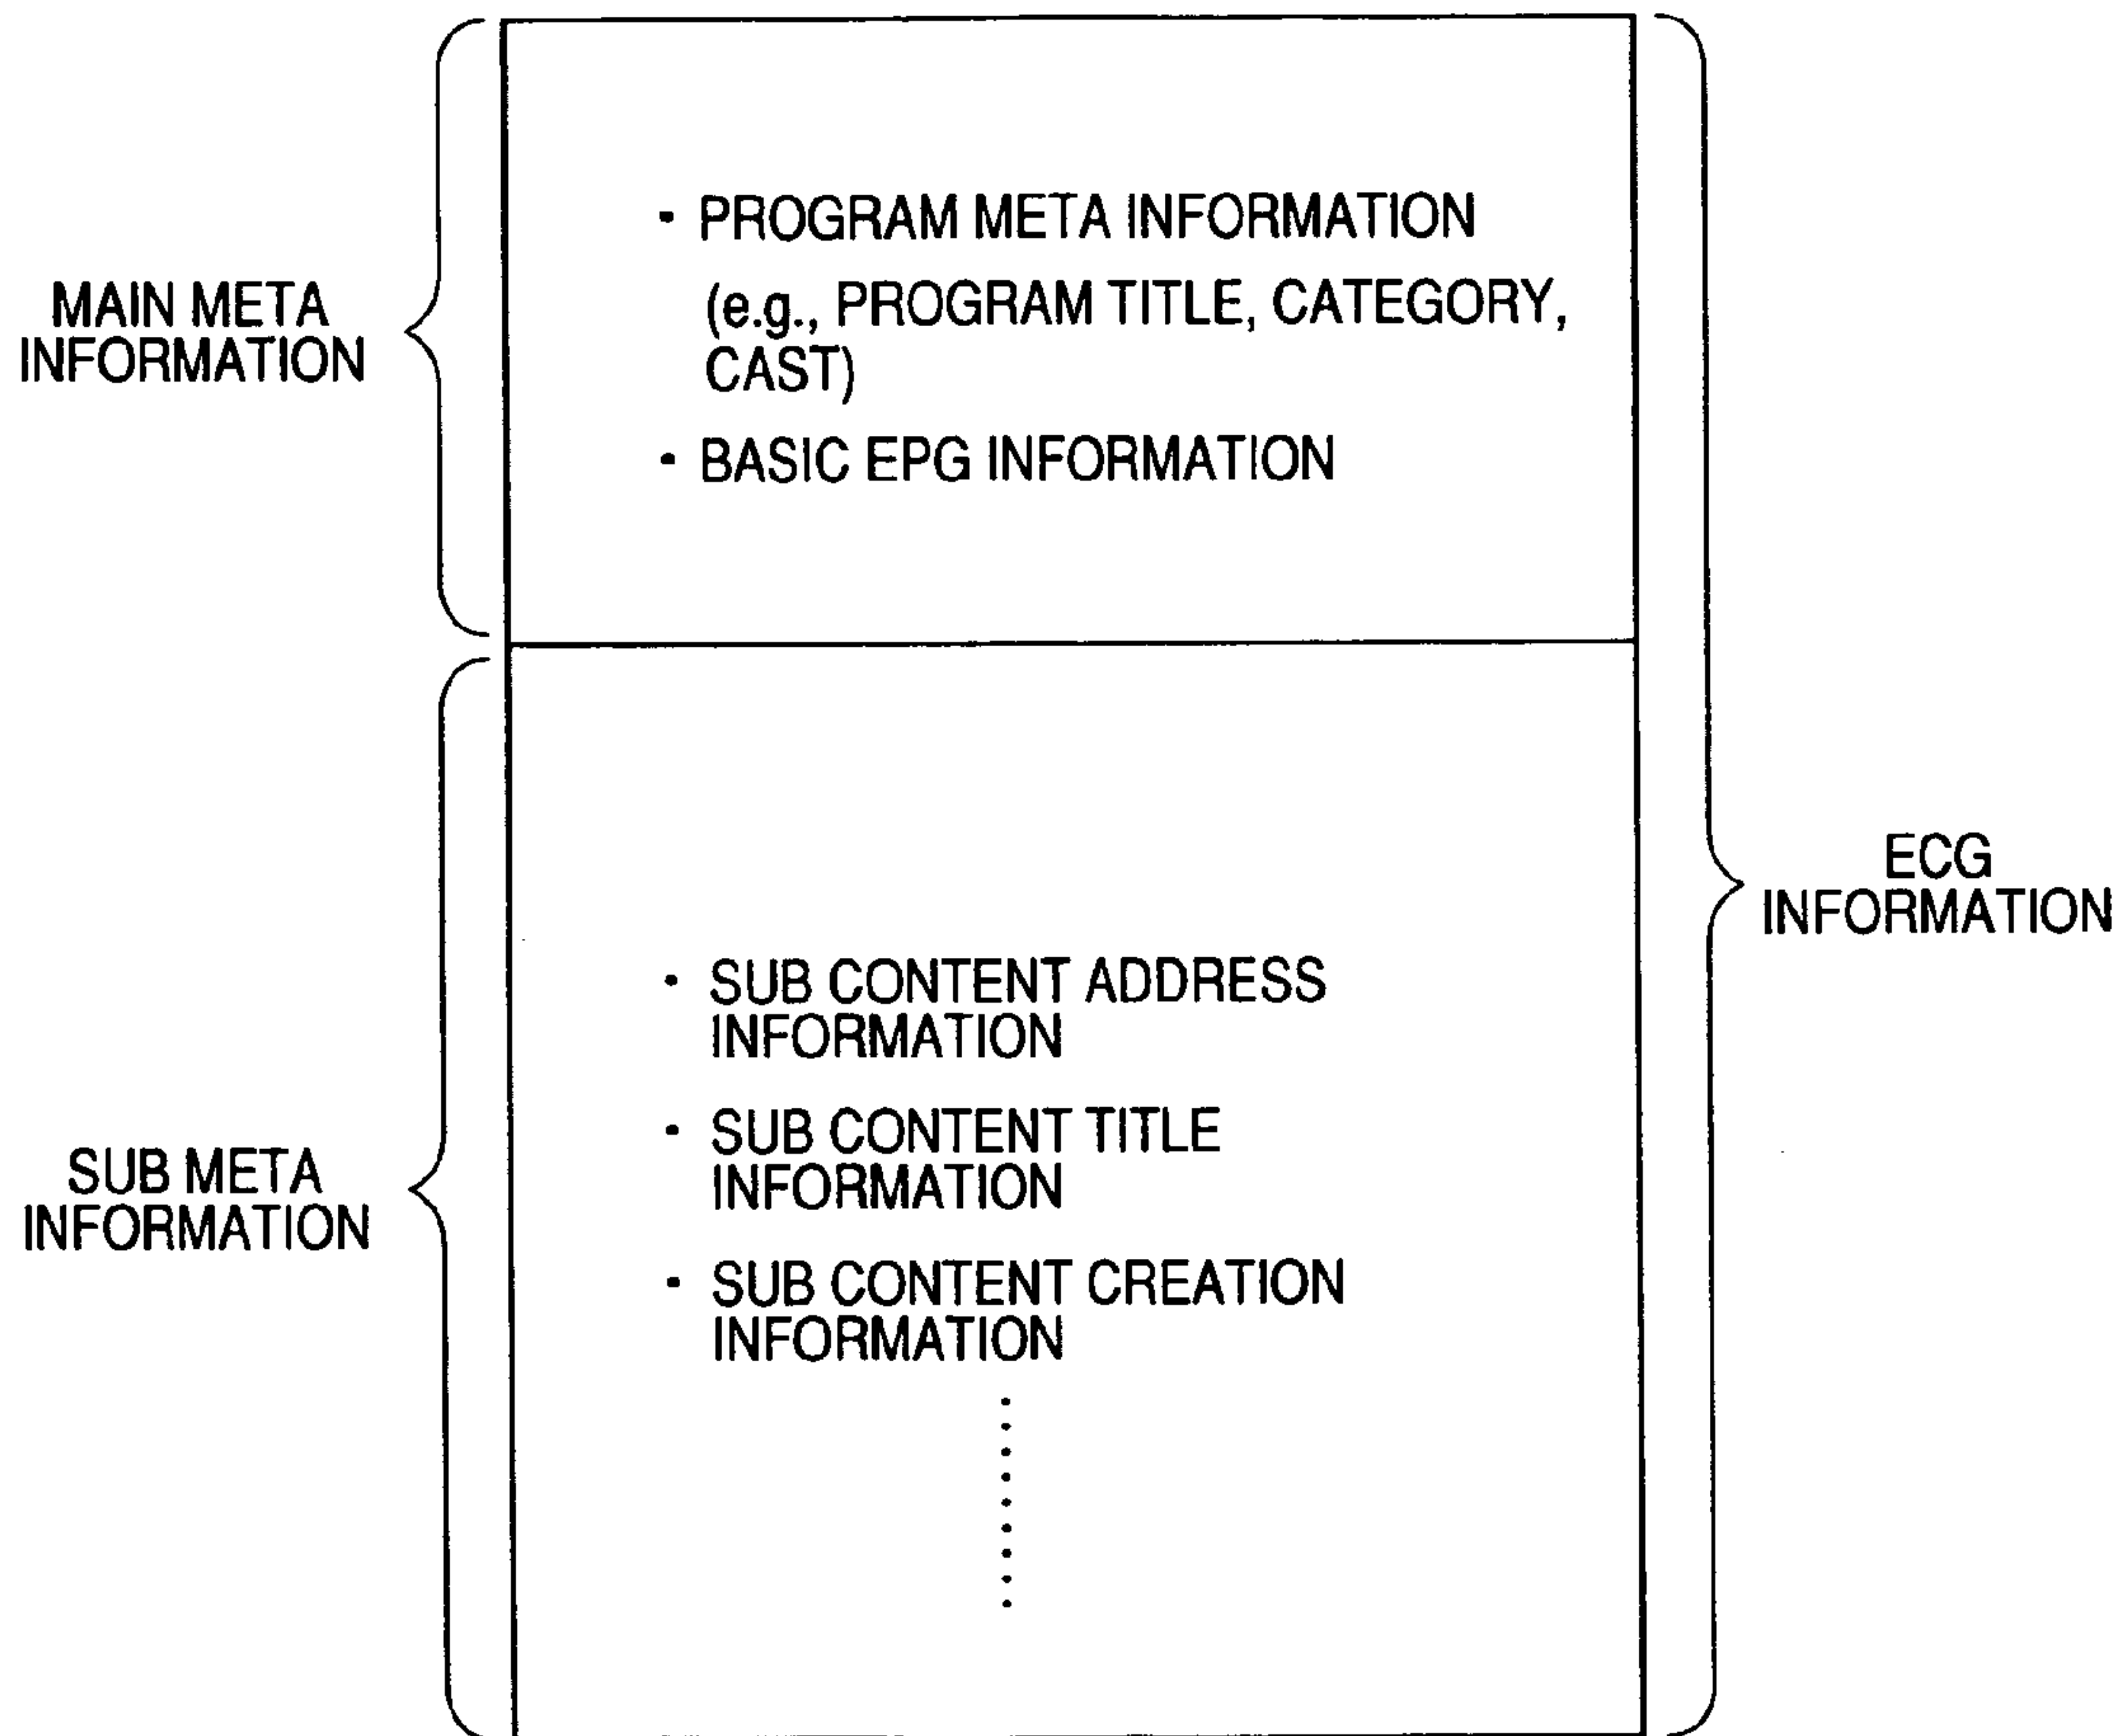 MAIN META
INFORMATION
• PROGRAM META INFORMATION
(e.g., PROGRAM TITLE, CATEGORY,
CAST)
• BASIC EPG INFORMATION
SUB META
INFORMATION
• SUB CONTENT ADDRESS
INFORMATION
• SUB CONTENT TITLE
INFORMATION
• SUB CONTENT CREATION
INFORMATION
ECG
INFORMATION